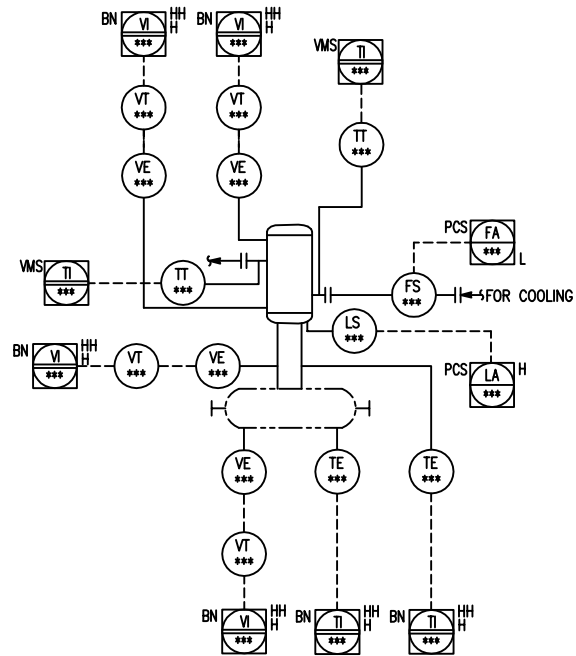 BN VI *** HH H
BN VI *** HH H
VMS TI ***
VT ***
VT ***
TT ***
VE ***
VE ***
PCS FA *** L
VMS TI ***
TT ***
FS ***
FOR COOLING
LS ***
BN VI *** HH H
VT ***
VE ***
PCS LA *** H
VE ***
TE ***
TE ***
VT ***
BN VI *** HH H
BN TI *** HH H
BN TI *** HH H